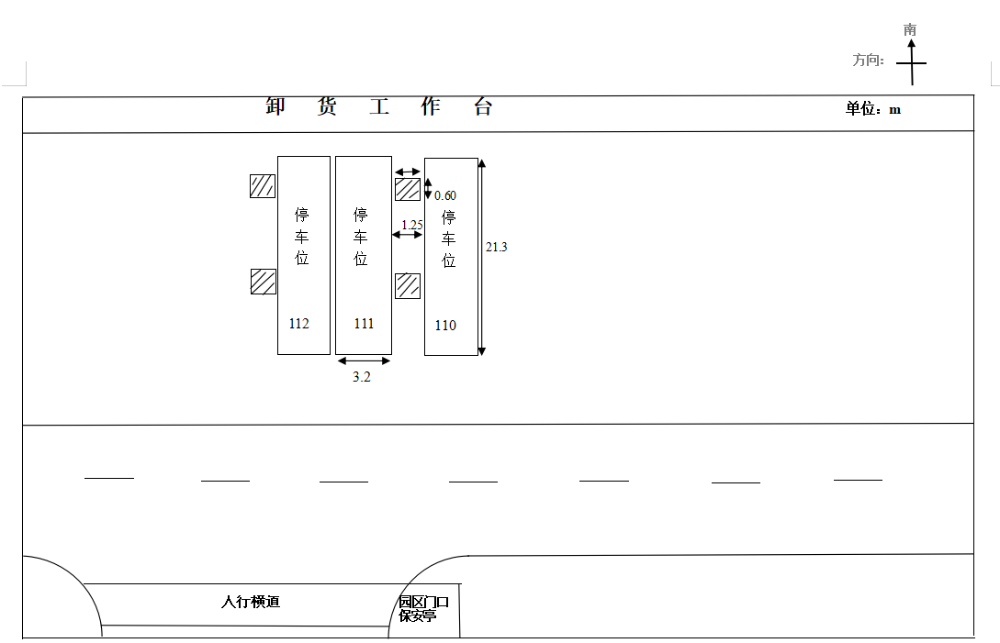 南
方向：
卸货工作台
单位：m
停车位
112
停车位
111
停车位
110
0.60
1.25
21.3
3.2
人行横道
园区门口
保安亭